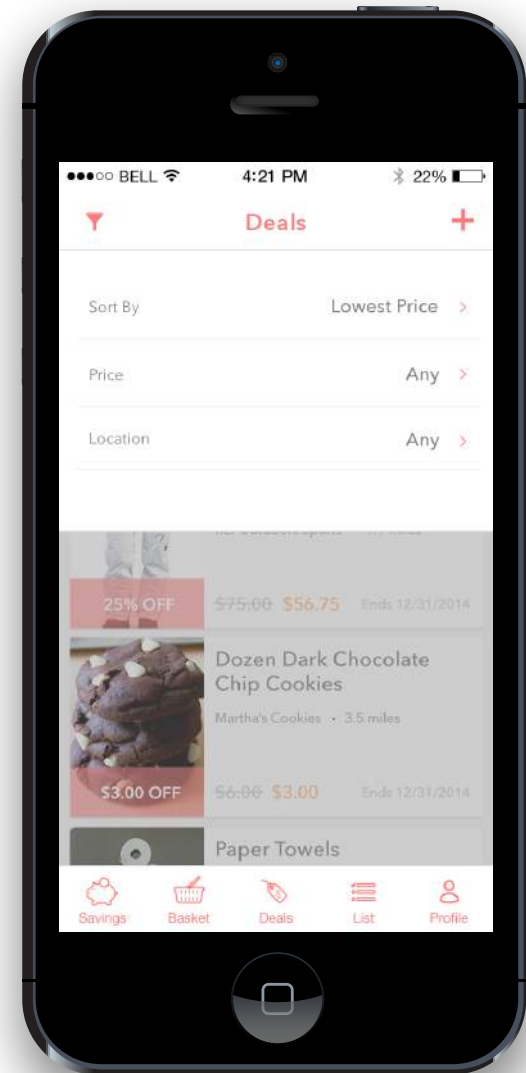 BELL 4:21 PM 22%
Deals
Sort By Lowest Price
Price Any
Location Any
25% OFF $75.00 $56.75 Ends 12/31/2014
Dozen Dark Chocolate
Chip Cookies
Martha's Cookies • 3.5 miles
$3.00 OFF $6.00 $3.00 Ends 12/31/2014
Paper Towels
Savings Basket Deals List Profile